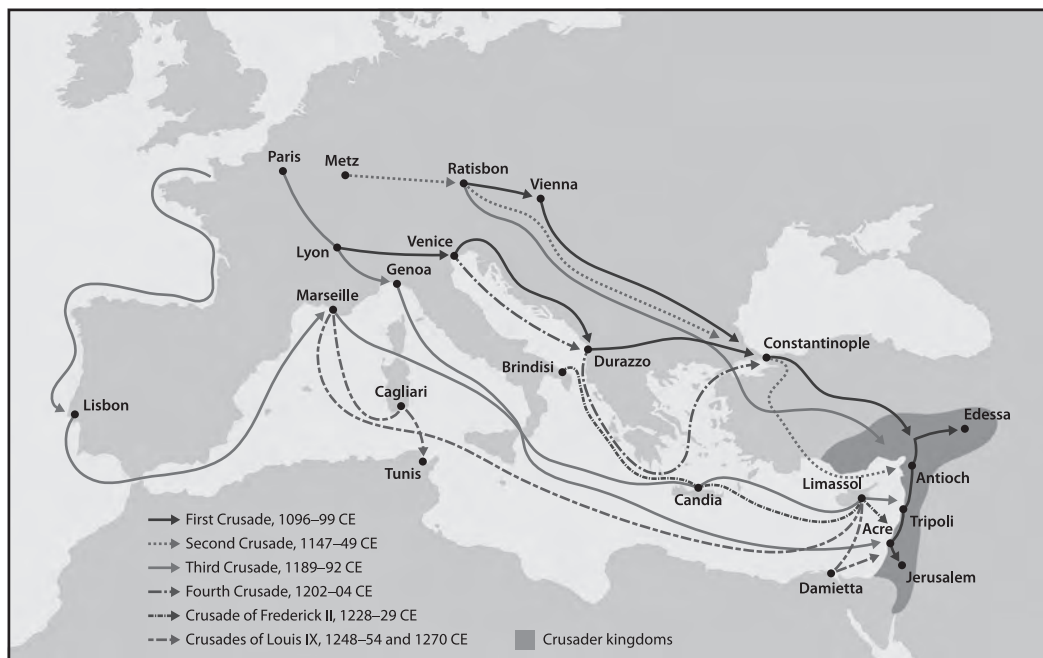 Paris
Metz
Ratisbon
Vienna
Lyon
Venice
Genoa
Marseille
Constantinople
Durazzo
Brindisi
Cagliari
Lisbon
Edessa
Tunis
Candia
Limassol
Antioch
Tripoli
Acre
Jerusalem
Damietta
First Crusade, 1096–99 CE
Second Crusade, 1147–49 CE
Third Crusade, 1189–92 CE
Fourth Crusade, 1202–04 CE
Crusade of Frederick II, 1228–29 CE
Crusades of Louis IX, 1248–54 and 1270 CE
Crusader kingdoms